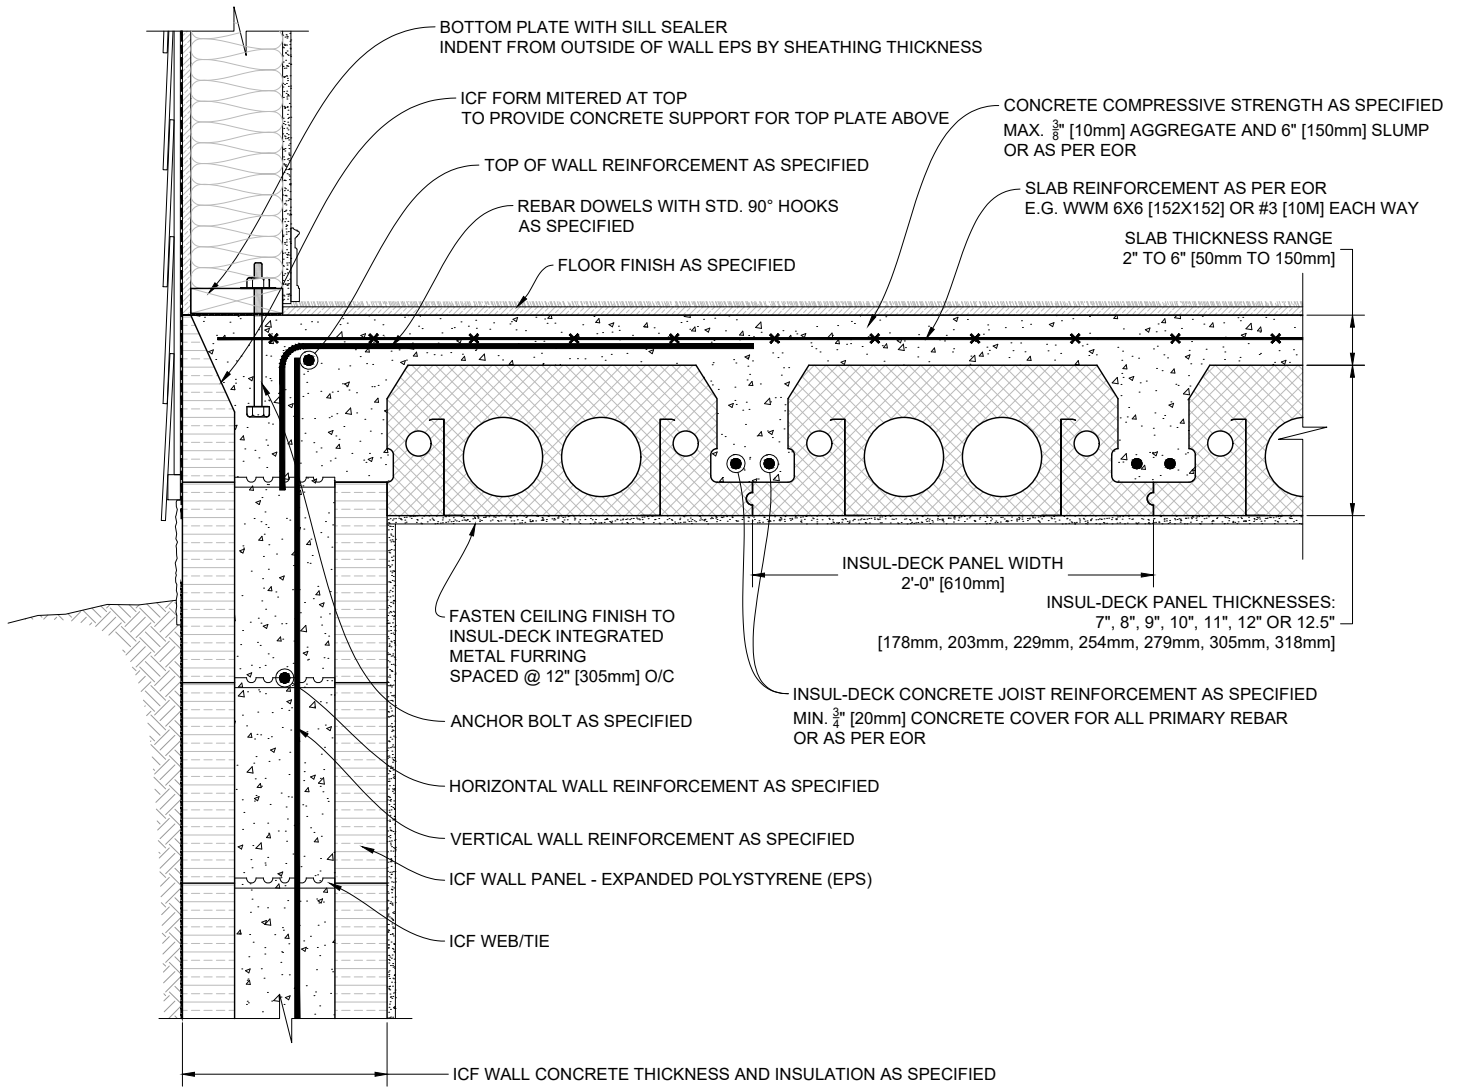 BOTTOM PLATE WITH SILL SEALER
INDENT FROM OUTSIDE OF WALL EPS BY SHEATHING THICKNESS
ICF FORM MITERED AT TOP
TO PROVIDE CONCRETE SUPPORT FOR TOP PLATE ABOVE
TOP OF WALL REINFORCEMENT AS SPECIFIED
REBAR DOWELS WITH STD. 90° HOOKS
AS SPECIFIED
FLOOR FINISH AS SPECIFIED
CONCRETE COMPRESSIVE STRENGTH AS SPECIFIED
MAX. 3/8" [10mm] AGGREGATE AND 6" [150mm] SLUMP
OR AS PER EOR
SLAB REINFORCEMENT AS PER EOR
E.G. WWM 6X6 [152X152] OR #3 [10M] EACH WAY
SLAB THICKNESS RANGE
2" TO 6" [50mm TO 150mm]
INSUL-DECK PANEL WIDTH
2'-0" [610mm]
INSUL-DECK PANEL THICKNESSES:
7", 8", 9", 10", 11", 12" OR 12.5"
[178mm, 203mm, 229mm, 254mm, 279mm, 305mm, 318mm]
FASTEN CEILING FINISH TO
INSUL-DECK INTEGRATED
METAL FURRING
SPACED @ 12" [305mm] O/C
INSUL-DECK CONCRETE JOIST REINFORCEMENT AS SPECIFIED
MIN. 3/4" [20mm] CONCRETE COVER FOR ALL PRIMARY REBAR
OR AS PER EOR
ANCHOR BOLT AS SPECIFIED
HORIZONTAL WALL REINFORCEMENT AS SPECIFIED
VERTICAL WALL REINFORCEMENT AS SPECIFIED
ICF WALL PANEL - EXPANDED POLYSTYRENE (EPS)
ICF WEB/TIE
ICF WALL CONCRETE THICKNESS AND INSULATION AS SPECIFIED